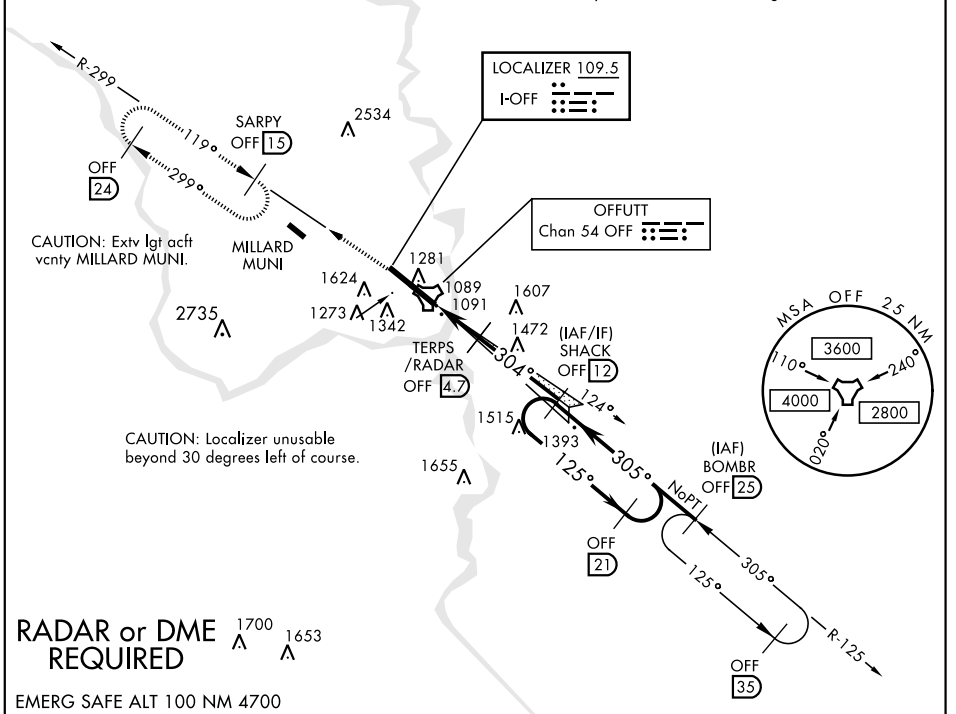 R-299
SARPY
OFF 15
2534
LOCALIZER 109.5
I-OFF
119°
299°
OFF
24
OFFUTT
Chan 54 OFF
CAUTION: Extv lgt acft
vcnty MILLARD MUNI.
MILLARD
MUNI
1281
1624
1089
1091
1273
1342
1607
2735
1472
TERPS
/RADAR
OFF 4.7
304°
(IAF/IF)
SHACK
OFF 12
124°
MSA OFF 25 NM
3600
110°
240°
4000
2800
020°
CAUTION: Localizer unusable
beyond 30 degrees left of course.
1515
1393
1655
125°
305°
(IAF)
BOMBR
OFF 25
NoPT
OFF
21
305°
125°
R-125
OFF
35
RADAR or DME
REQUIRED
1700
1653
EMERG SAFE ALT 100 NM 4700